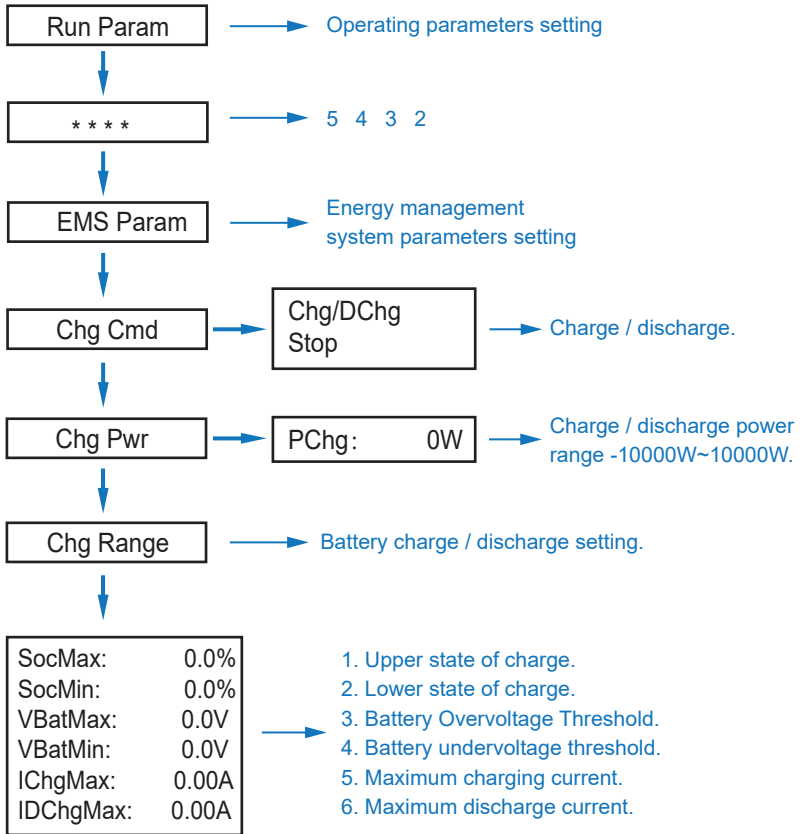 Run Param
Operating parameters setting
* * * *
5 4 3 2
EMS Param
Energy management
system parameters setting
Chg Cmd
Chg/DChg
Stop
Charge / discharge.
Chg Pwr
PChg: 0W
Charge / discharge power
range -10000W~10000W.
Chg Range
Battery charge / discharge setting.
SocMax: 0.0%
SocMin: 0.0%
VBatMax: 0.0V
VBatMin: 0.0V
IChgMax: 0.00A
IDChgMax: 0.00A
1. Upper state of charge.
2. Lower state of charge.
3. Battery Overvoltage Threshold.
4. Battery undervoltage threshold.
5. Maximum charging current.
6. Maximum discharge current.